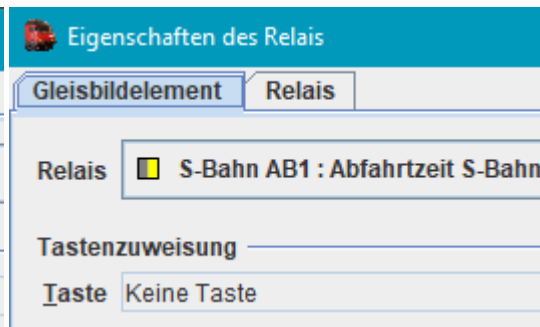 Eigenschaften des Relais
Gleisbildelement Relais
Relais S-Bahn AB1 : Abfahrtzeit S-Bahn
Tastenzuweisung
Taste Keine Taste